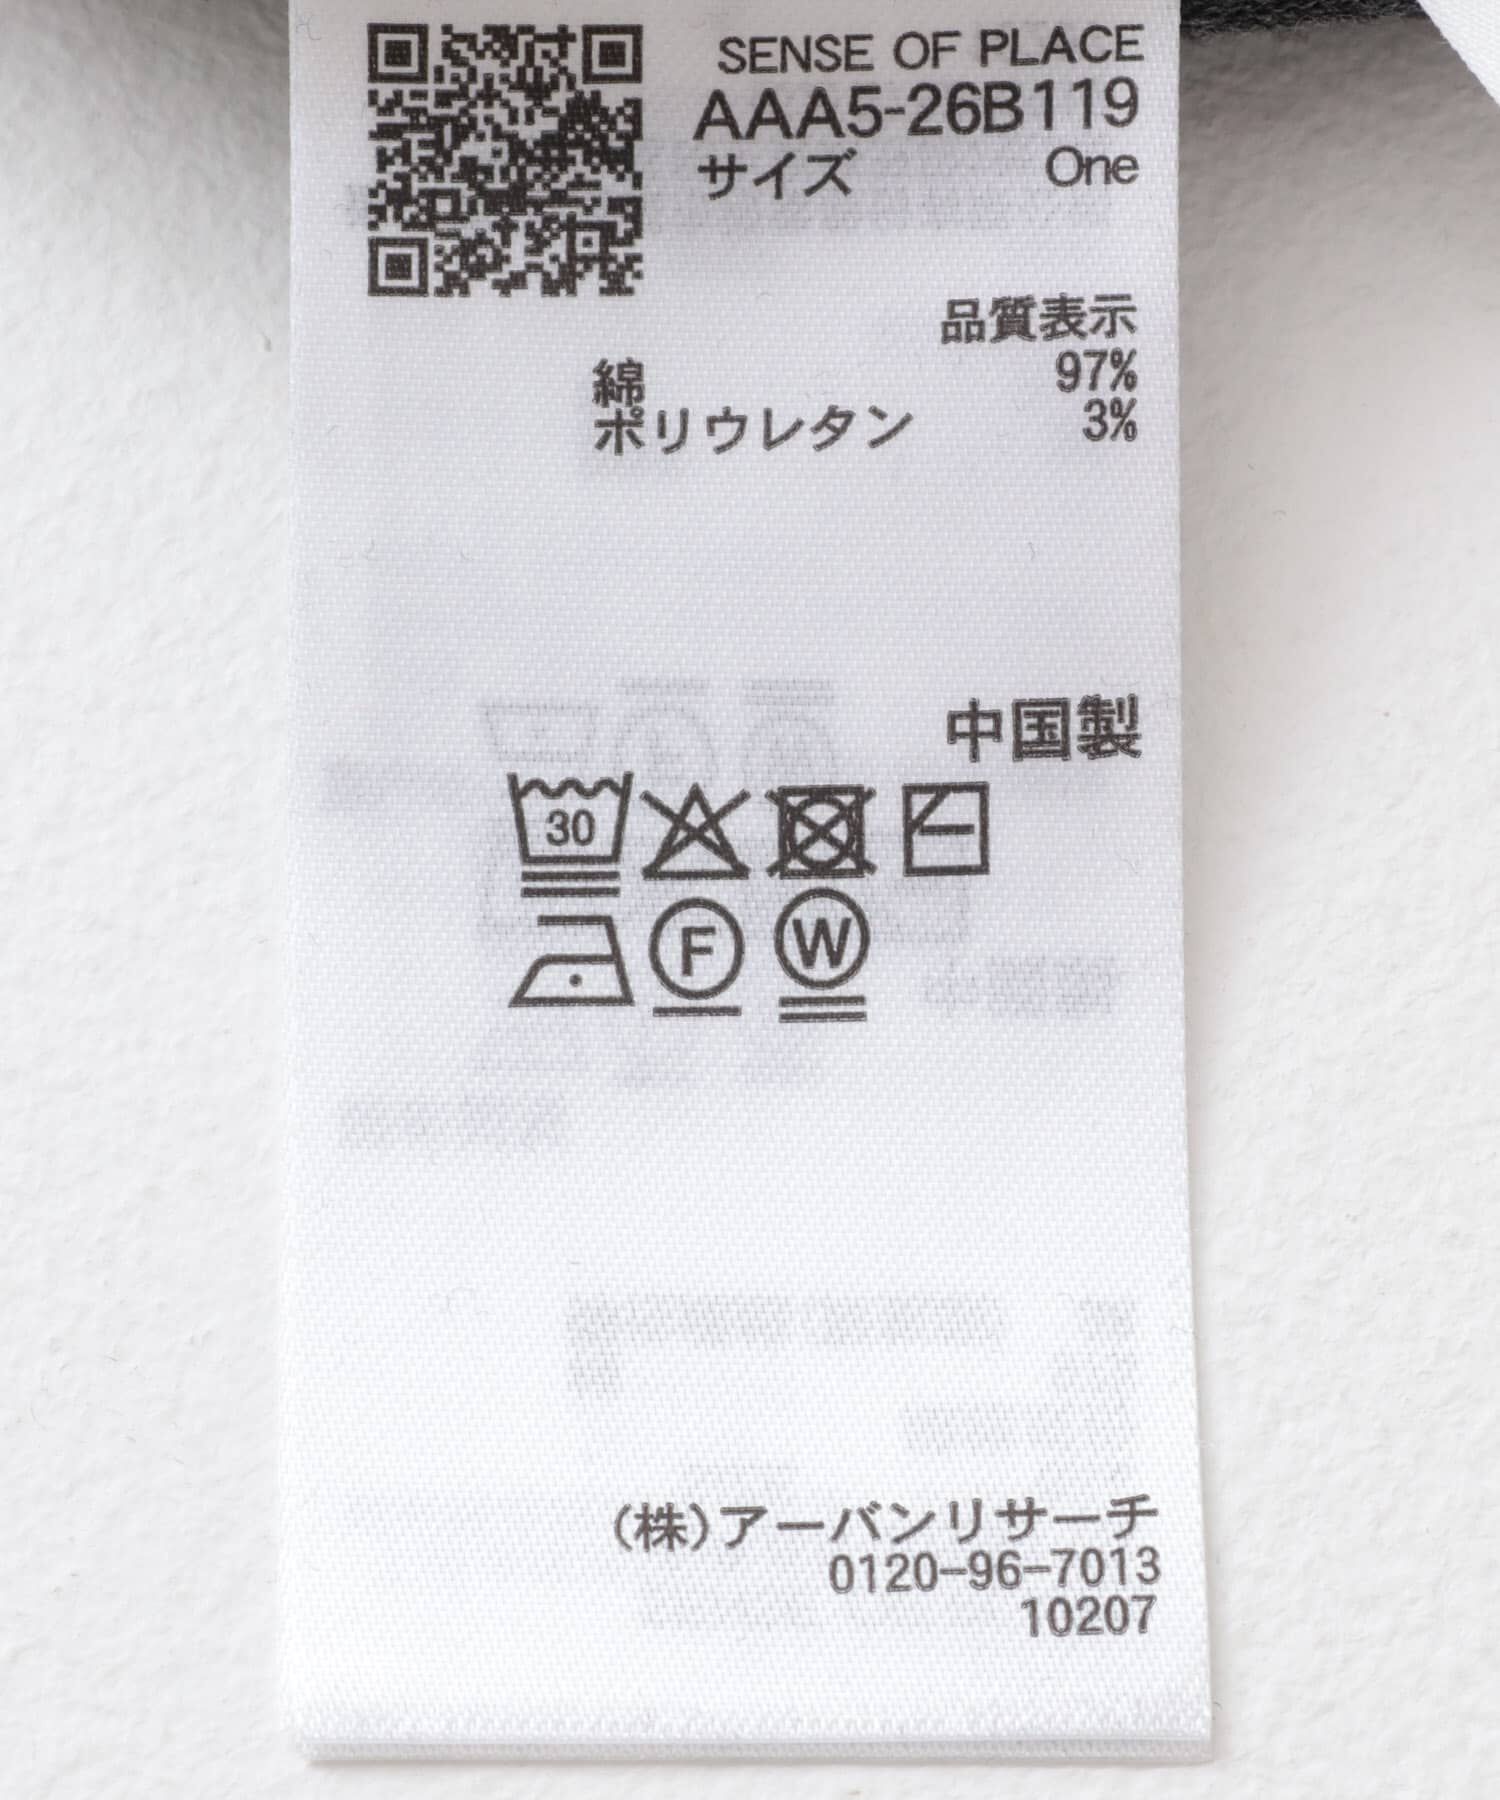 SENSE OF PLACE
AAA5-26B119
サイズ One
品質表示
綿 97%
ポリウレタン 3%
中国製
30
F W
(株)アーバンリサーチ
0120-96-7013
10207